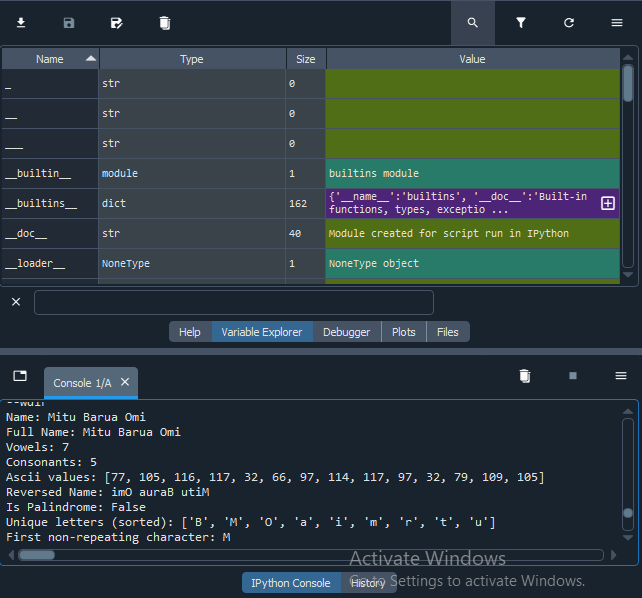 Name Type Size Value
_ str 0
__ str 0
___ str 0
__builtin__ module 1 builtins module
__builtins__ dict 162 {'__name__':'builtins', '__doc__':'Built-in
functions, types, exceptio ...
__doc__ str 40 Module created for script run in IPython
__loader__ NoneType 1 NoneType object
Help Variable Explorer Debugger Plots Files
Console 1/A
--wdir
Name: Mitu Barua Omi
Full Name: Mitu Barua Omi
Vowels: 7
Consonants: 5
Ascii values: [77, 105, 116, 117, 32, 66, 97, 114, 117, 97, 32, 79, 109, 105]
Reversed Name: imO auraB utiM
Is Palindrome: False
Unique letters (sorted): ['B', 'M', 'O', 'a', 'i', 'm', 'r', 't', 'u']
First non-repeating character: M
Activate Windows
Go to Settings to activate Windows.
IPython Console History